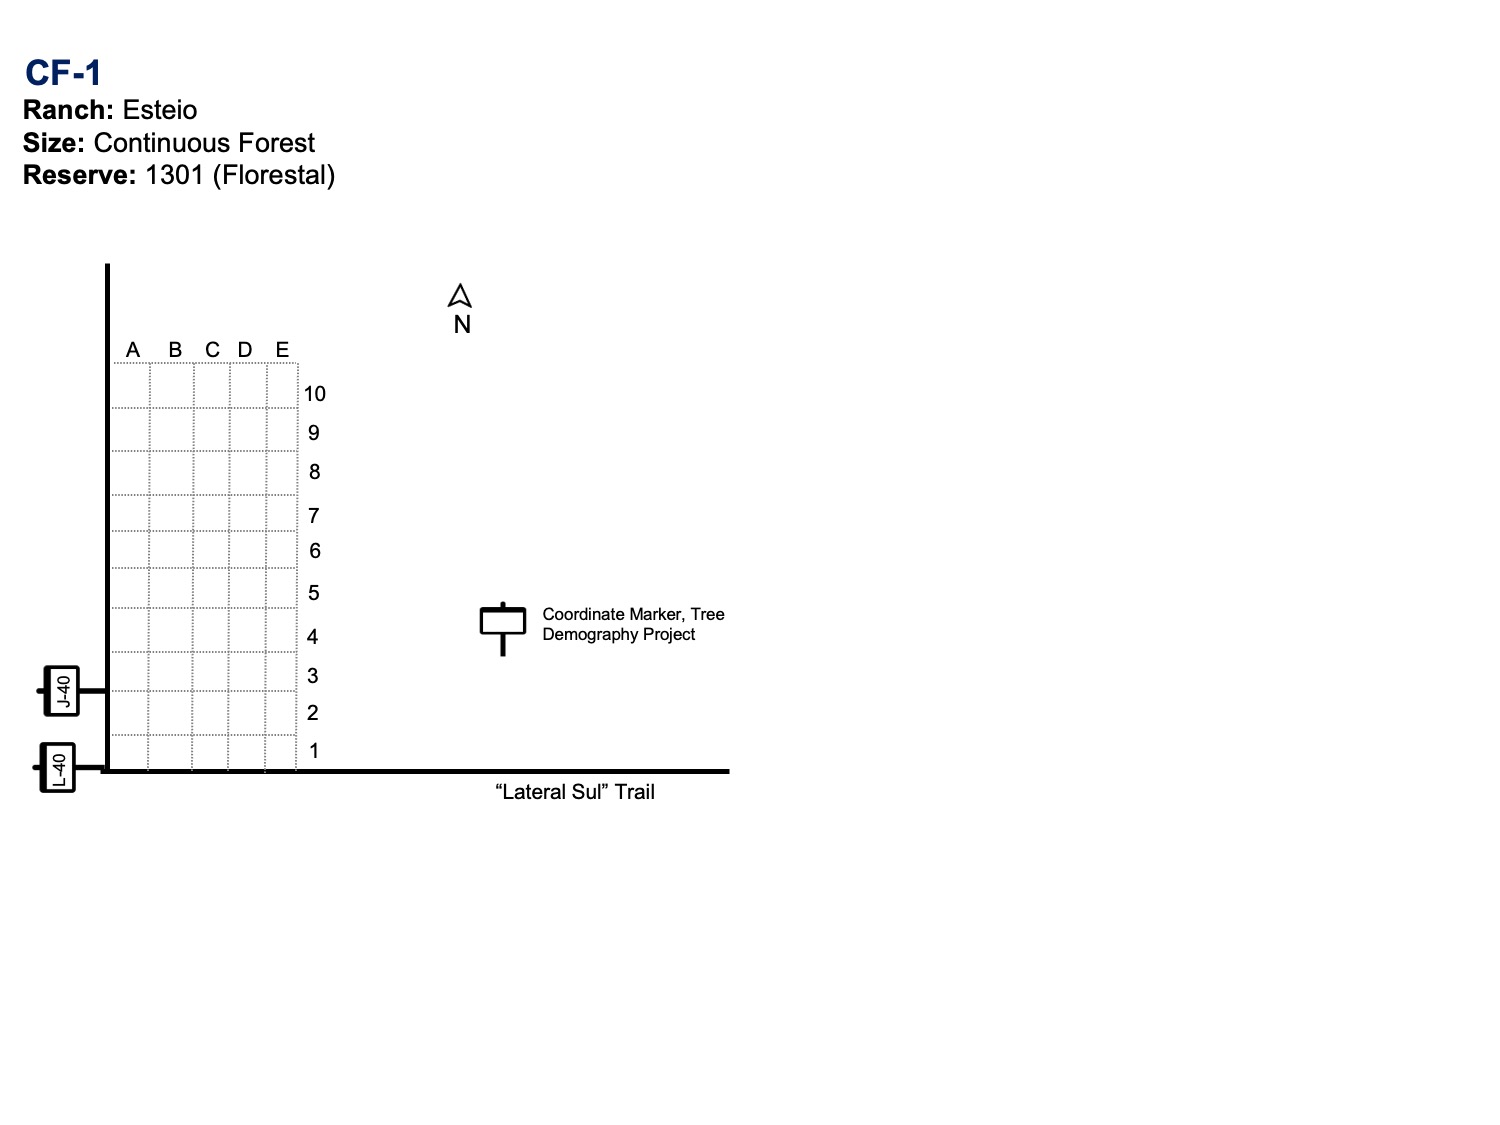 CF-1
Ranch: Esteio
Size: Continuous Forest
Reserve: 1301 (Florestal)
N
A B C D E
10
9
8
7
6
5
4
3
2
1
Coordinate Marker, Tree
Demography Project
J-40
L-40
“Lateral Sul” Trail